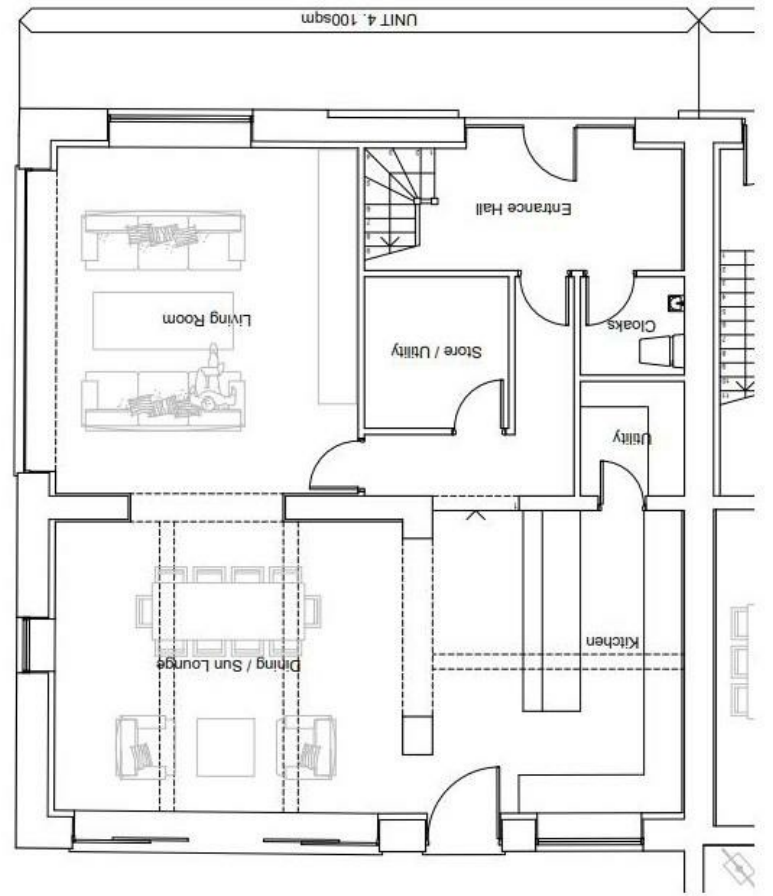 UNIT 4. 100sqm
Entrance Hall
Living Room
Store / Utility
Cloaks
Utility
Kitchen
Dining / Sun Lounge